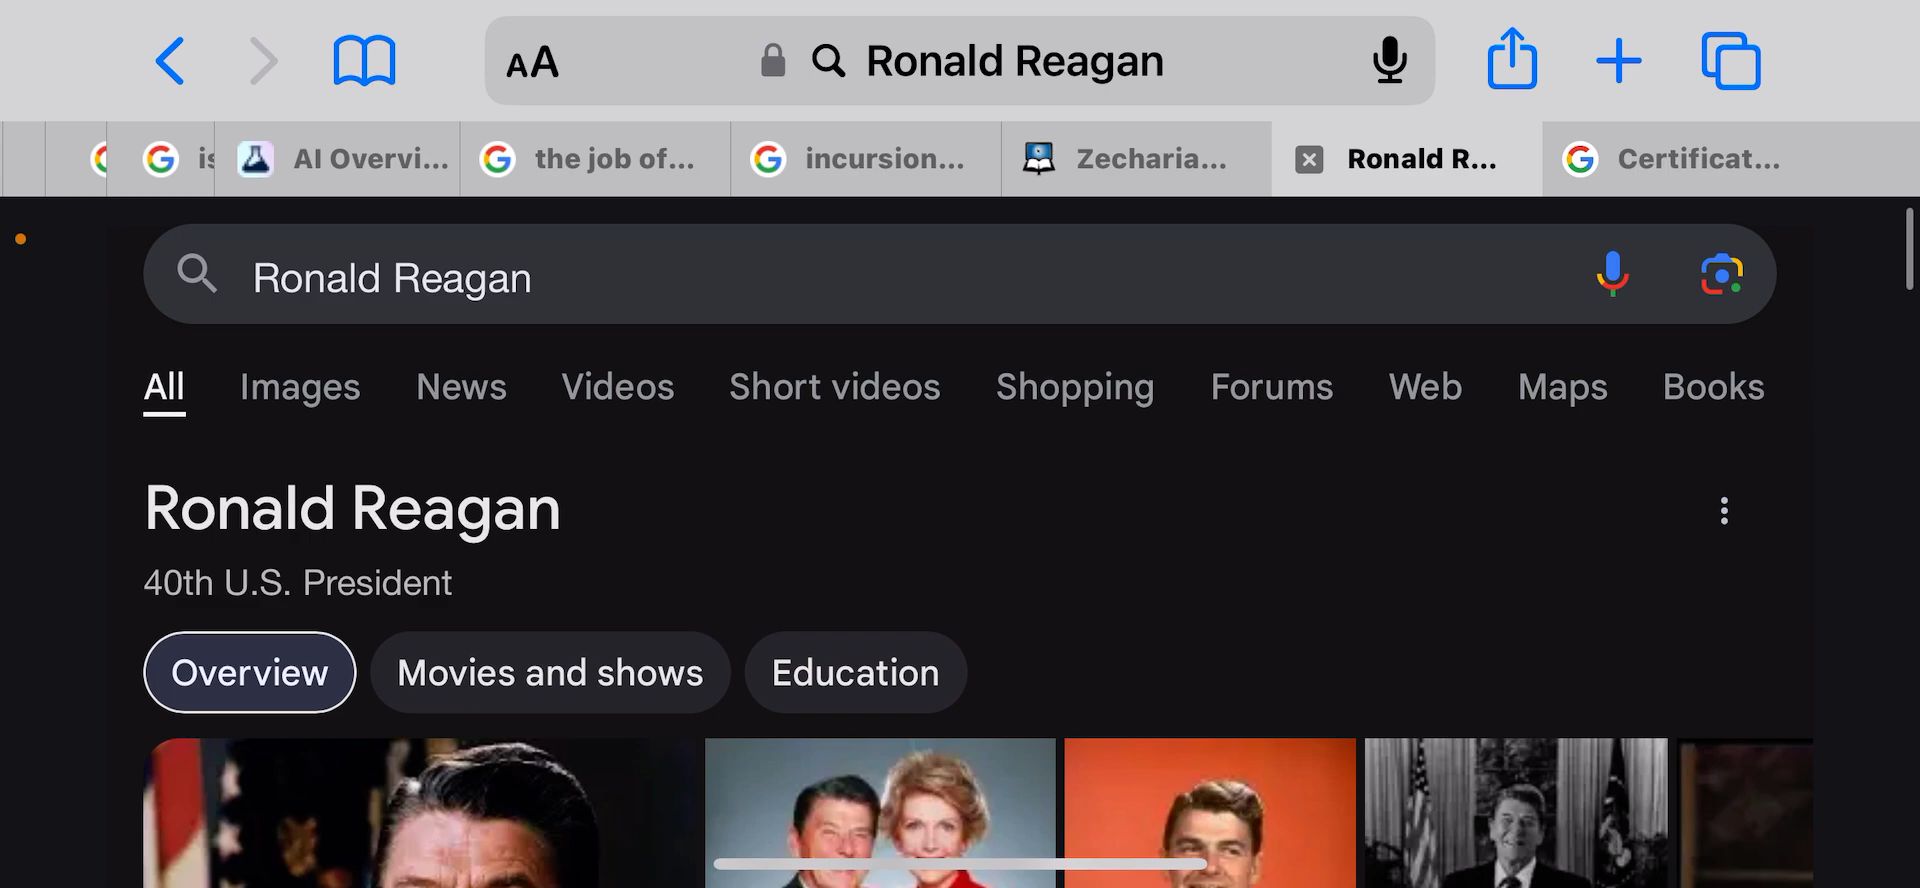 AA Ronald Reagan
is AI Overvi... the job of... incursion... Zecharia... Ronald R... Certificat...
Ronald Reagan
All Images News Videos Short videos Shopping Forums Web Maps Books
Ronald Reagan
40th U.S. President
Overview Movies and shows Education